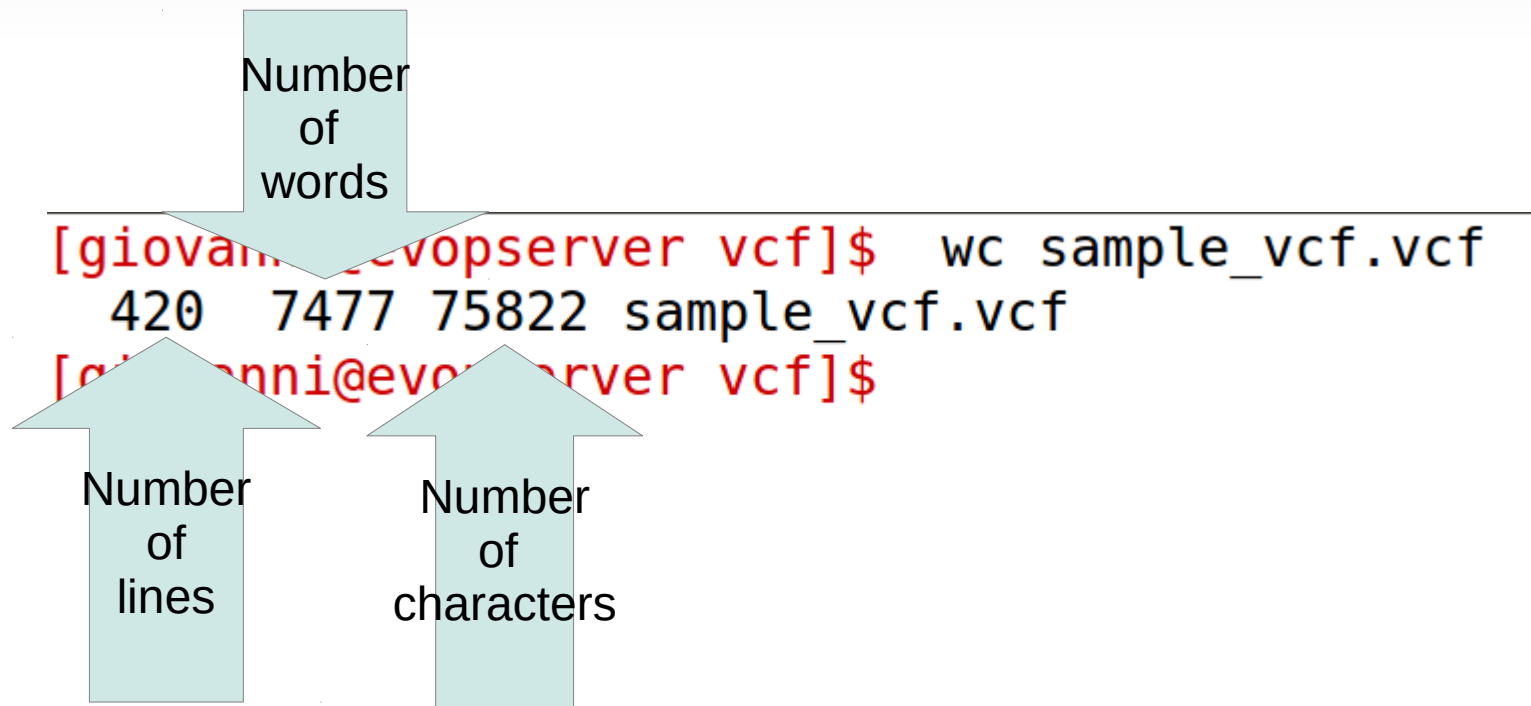 Number
of
words
[giovanni@evopserver vcf]$ wc sample_vcf.vcf
420 7477 75822 sample_vcf.vcf
[giovanni@evopserver vcf]$
Number
of
lines
Number
of
characters